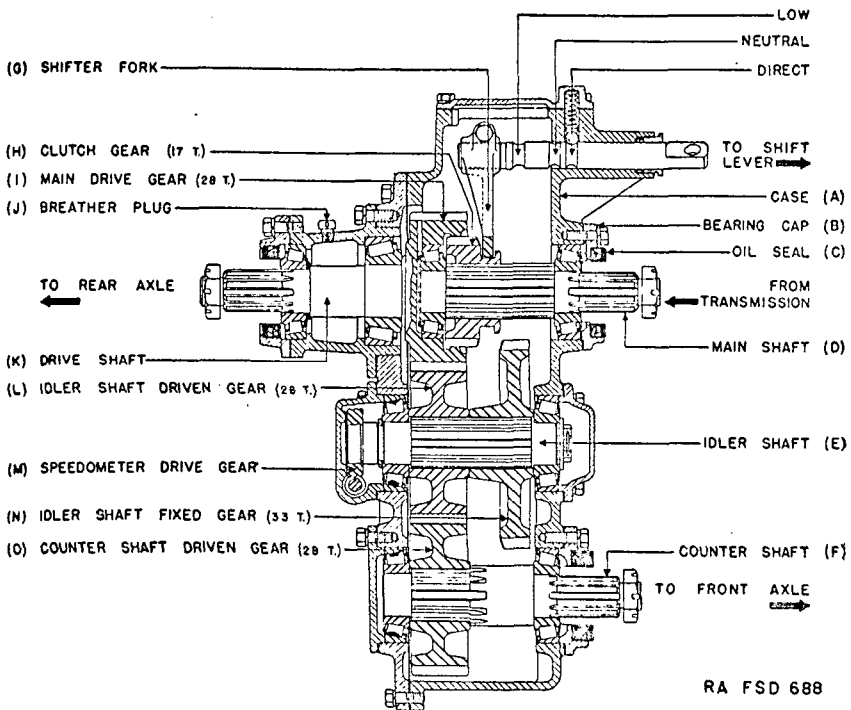 LOW
NEUTRAL
DIRECT
(G) SHIFTER FORK
(H) CLUTCH GEAR (17 T.)
(I) MAIN DRIVE GEAR (28 T.)
(J) BREATHER PLUG
TO SHIFT
LEVER
CASE (A)
BEARING CAP (B)
OIL SEAL (C)
TO REAR AXLE
FROM
TRANSMISSION
(K) DRIVE SHAFT
MAIN SHAFT (D)
(L) IDLER SHAFT DRIVEN GEAR (28 T.)
IDLER SHAFT (E)
(M) SPEEDOMETER DRIVE GEAR
(N) IDLER SHAFT FIXED GEAR (33 T.)
(O) COUNTER SHAFT DRIVEN GEAR (28 T.)
COUNTER SHAFT (F)
TO FRONT AXLE
RA FSD 688